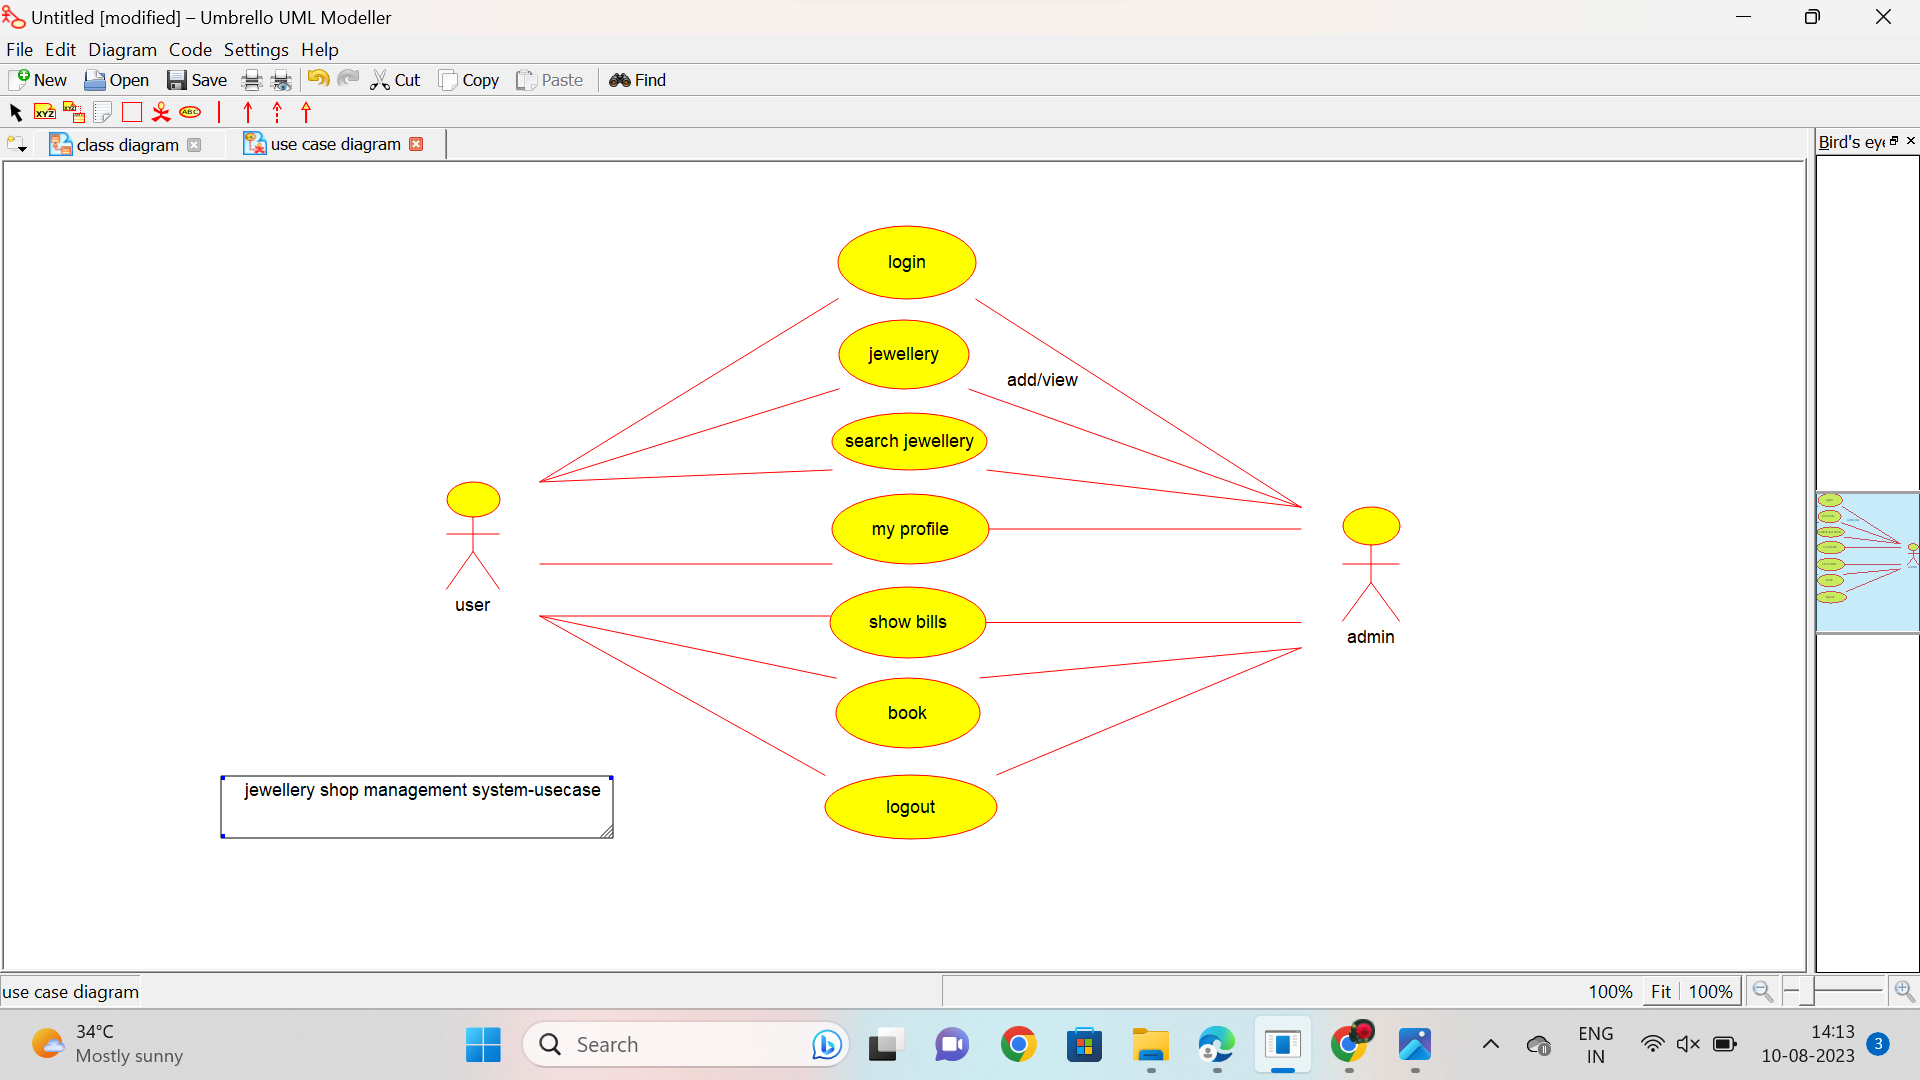 Untitled [modified] – Umbrello UML Modeller
File Edit Diagram Code Settings Help
New Open Save Cut Copy Paste Find
XYZ ABC
class diagram use case diagram
Bird's eye
login
jewellery
add/view
search jewellery
my profile
user
show bills
admin
book
jewellery shop management system-usecase
logout
use case diagram
100% Fit 100%
34°C
Mostly sunny
Search
ENG
IN
14:13
10-08-2023
3